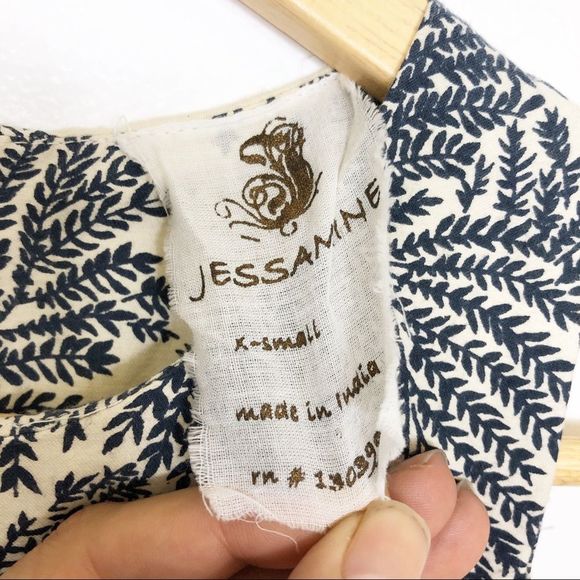 JESSAMINE
x-small
made in India
rn # 130390